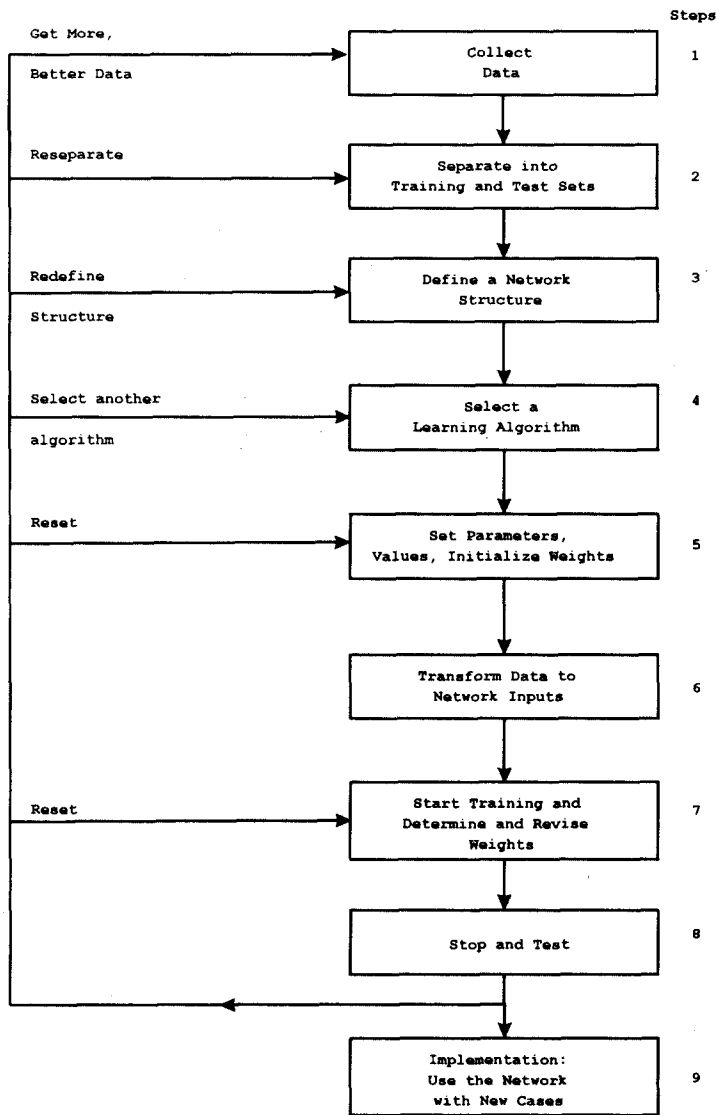 Steps
Get More,
Better Data
Collect
Data
1
Reseparate
Separate into
Training and Test Sets
2
Redefine
Structure
Define a Network
Structure
3
Select another
algorithm
Select a
Learning Algorithm
4
Reset
Set Parameters,
Values, Initialize Weights
5
Transform Data to
Network Inputs
6
Reset
Start Training and
Determine and Revise
Weights
7
Stop and Test
8
Implementation:
Use the Network
with New Cases
9